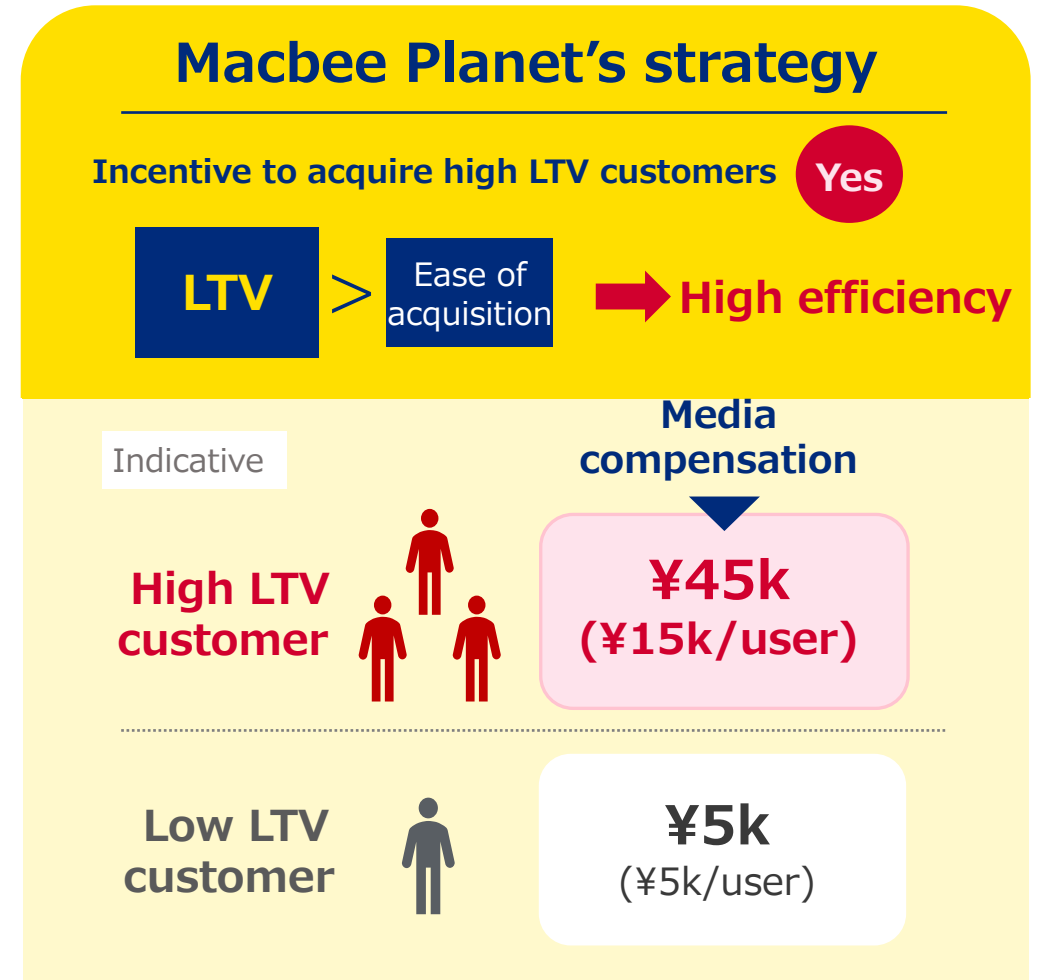 Macbee Planet’s strategy
Incentive to acquire high LTV customers
Yes
LTV
>
Ease of
acquisition
High efficiency
Media
compensation
Indicative
High LTV
customer
¥45k
(¥15k/user)
Low LTV
customer
¥5k
(¥5k/user)